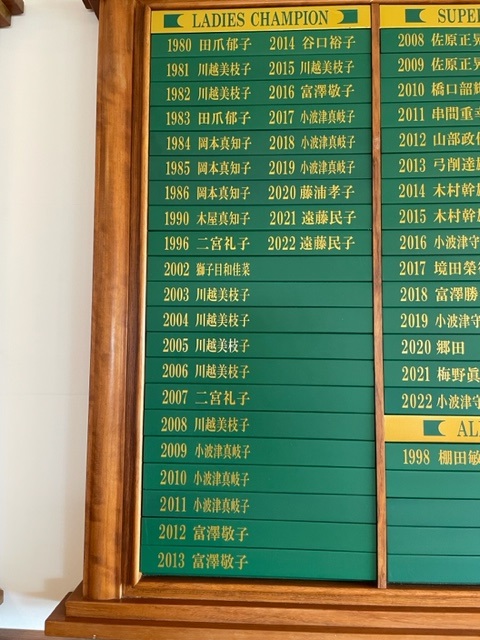 LADIES CHAMPION
1980 田爪郁子 2014 谷口裕子
1981 川越美枝子 2015 川越美枝子
1982 川越美枝子 2016 富澤敬子
1983 田爪郁子 2017 小波津真岐子
1984 岡本真知子 2018 小波津真岐子
1985 岡本真知子 2019 小波津真岐子
1986 岡本真知子 2020 藤浦孝子
1990 木屋真知子 2021 遠藤民子
1996 二宮礼子 2022 遠藤民子
2002 獅子目和佳菜
2003 川越美枝子
2004 川越美枝子
2005 川越美枝子
2006 川越美枝子
2007 二宮礼子
2008 川越美枝子
2009 小波津真岐子
2010 小波津真岐子
2011 小波津真岐子
2012 富澤敬子
2013 富澤敬子
SUPE
2008 佐原正
2009 佐原正
2010 橋口韶
2011 串間重
2012 山部政
2013 弓削達
2014 木村幹
2015 木村幹
2016 小波津守
2017 境田榮
2018 富澤勝
2019 小波津守
2020 郷田
2021 梅野眞
2022 小波津守
AL
1998 棚田敏